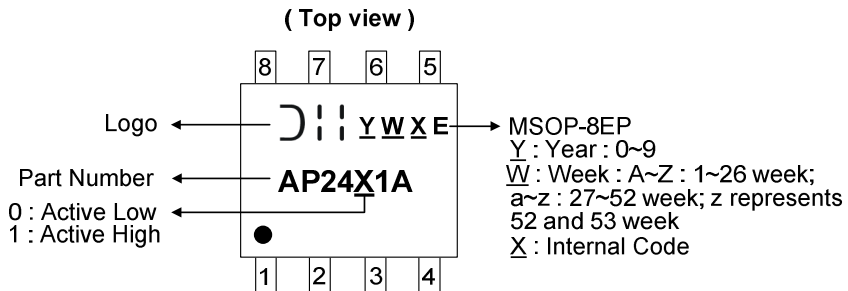 ( Top view )
8 7 6 5
Logo
Y W X E
MSOP-8EP
Y : Year : 0~9
W : Week : A~Z : 1~26 week;
a~z : 27~52 week; z represents
52 and 53 week
X : Internal Code
Part Number
AP24X1A
0 : Active Low
1 : Active High
1 2 3 4